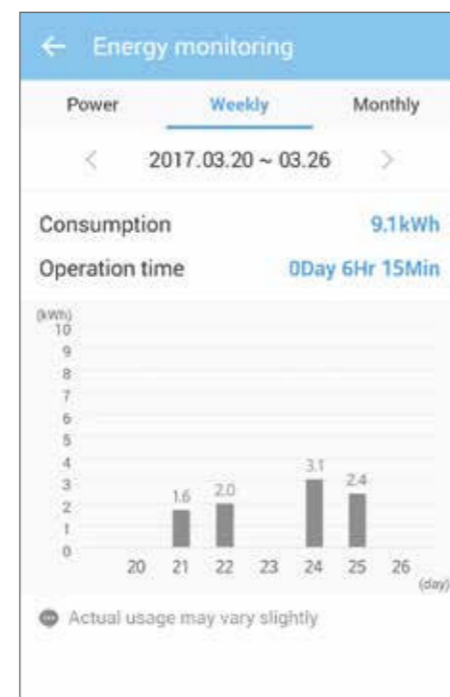 ← Energy monitoring
Power Weekly Monthly
< 2017.03.20 ~ 03.26 >
Consumption 9.1kWh
Operation time 0Day 6Hr 15Min
(kWh)
10
9
8
7
6
5
4
3
2
1
0
1.6 2.0 3.1 2.4
20 21 22 23 24 25 26
(day)
Actual usage may vary slightly